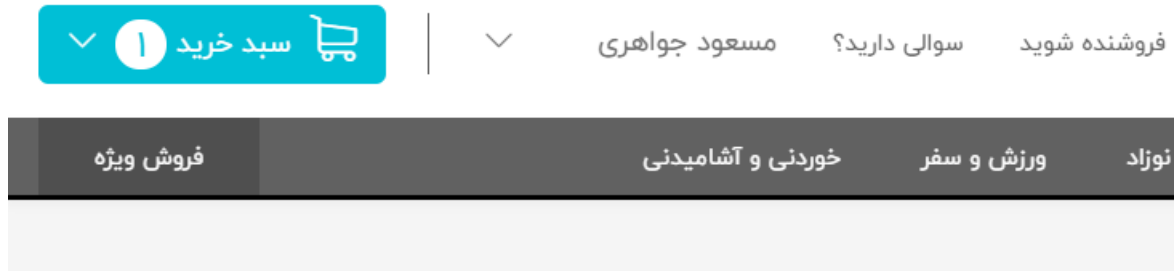 فروشنده شوید سوالی دارید؟ مسعود جواهری سبد خرید ۱
نوزاد ورزش و سفر خوردنی و آشامیدنی فروش ویژه